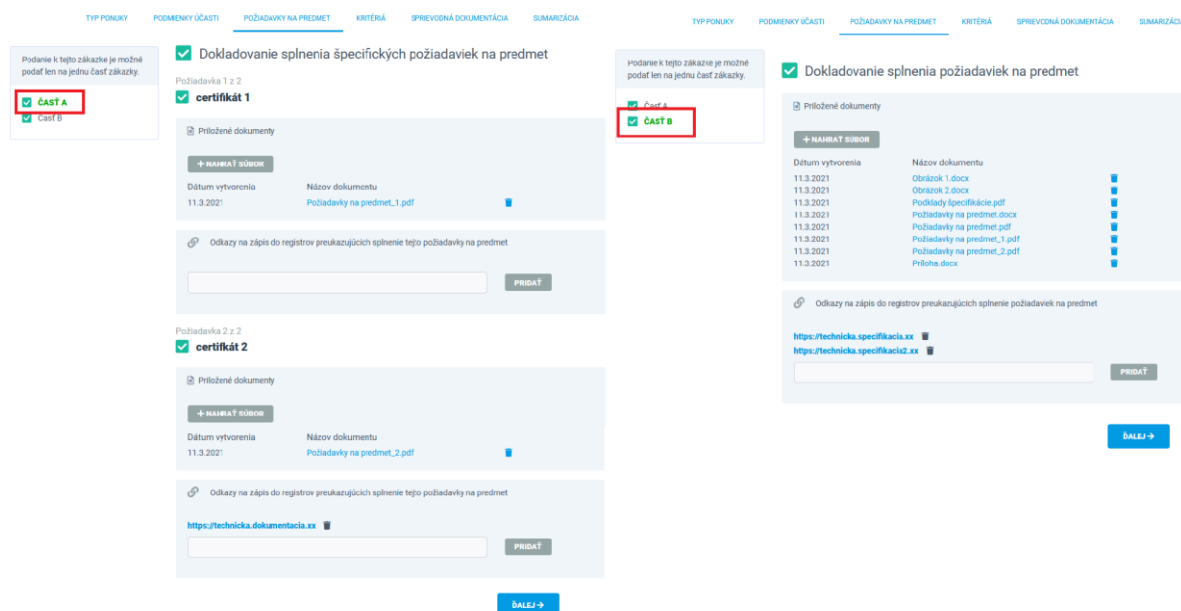 TYP PONUKY PODMIENKY ÚČASTI POŽIADAVKY NA PREDMET KRITÉRIÁ SPRIEVODNÁ DOKUMENTÁCIA SUMARIZÁCIA
Podanie k tejto zákazke je možné
podať len na jednu časť zákazky.
ČASŤ A
Časť B
Dokladovanie splnenia špecifických požiadaviek na predmet
Požiadavka 1 z 2
certifikát 1
Priložené dokumenty
+ NAHRAŤ SÚBOR
Dátum vytvorenia Názov dokumentu
11.3.2021 Požiadavky na predmet_1.pdf
Odkazy na zápis do registrov preukazujúcich splnenie tejto požiadavky na predmet
PRIDAŤ
Požiadavka 2 z 2
certifkát 2
Priložené dokumenty
+ NAHRAŤ SÚBOR
Dátum vytvorenia Názov dokumentu
11.3.2021 Požiadavky na predmet_2.pdf
Odkazy na zápis do registrov preukazujúcich splnenie tejto požiadavky na predmet
https://technicka.dokumentacia.xx
PRIDAŤ
ĎALEJ →
TYP PONUKY PODMIENKY ÚČASTI POŽIADAVKY NA PREDMET KRITÉRIÁ SPRIEVODNÁ DOKUMENTÁCIA SUMARIZÁCI
Podanie k tejto zákazke je možné
podať len na jednu časť zákazky.
Časť A
ČASŤ B
Dokladovanie splnenia požiadaviek na predmet
Priložené dokumenty
+ NAHRAŤ SÚBOR
Dátum vytvorenia Názov dokumentu
11.3.2021 Obrázok 1.docx
11.3.2021 Obrázok 2.docx
11.3.2021 Podklady špecifikácie.pdf
11.3.2021 Požiadavky na predmet.docx
11.3.2021 Požiadavky na predmet.pdf
11.3.2021 Požiadavky na predmet_1.pdf
11.3.2021 Požiadavky na predmet_2.pdf
11.3.2021 Príloha.docx
Odkazy na zápis do registrov preukazujúcich splnenie požiadaviek na predmet
https://technicka.specifikacia.xx
https://technicka.specifikacia2.xx
PRIDAŤ
ĎALEJ →